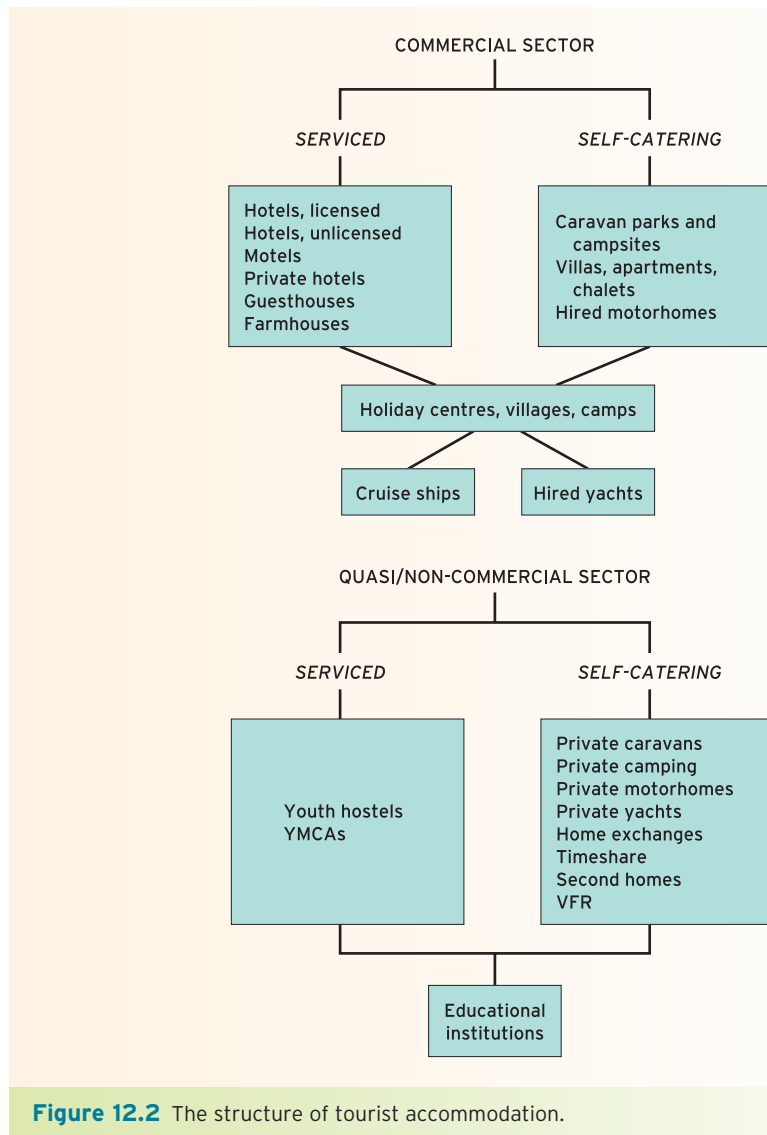 COMMERCIAL SECTOR
SERVICED
SELF-CATERING
Hotels, licensed
Hotels, unlicensed
Motels
Private hotels
Guesthouses
Farmhouses
Caravan parks and
campsites
Villas, apartments,
chalets
Hired motorhomes
Holiday centres, villages, camps
Cruise ships
Hired yachts
QUASI/NON-COMMERCIAL SECTOR
SERVICED
SELF-CATERING
Youth hostels
YMCAs
Private caravans
Private camping
Private motorhomes
Private yachts
Home exchanges
Timeshare
Second homes
VFR
Educational
institutions
Figure 12.2 The structure of tourist accommodation.